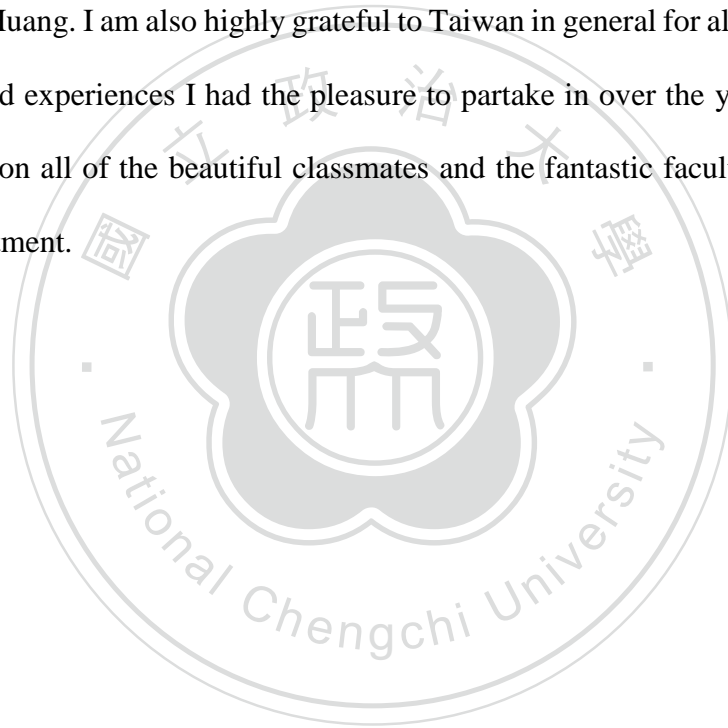 Huang. I am also highly grateful to Taiwan in general for al
d experiences I had the pleasure to partake in over the y
on all of the beautiful classmates and the fantastic facul
ment.
國立政治大學
政大
National Chengchi University